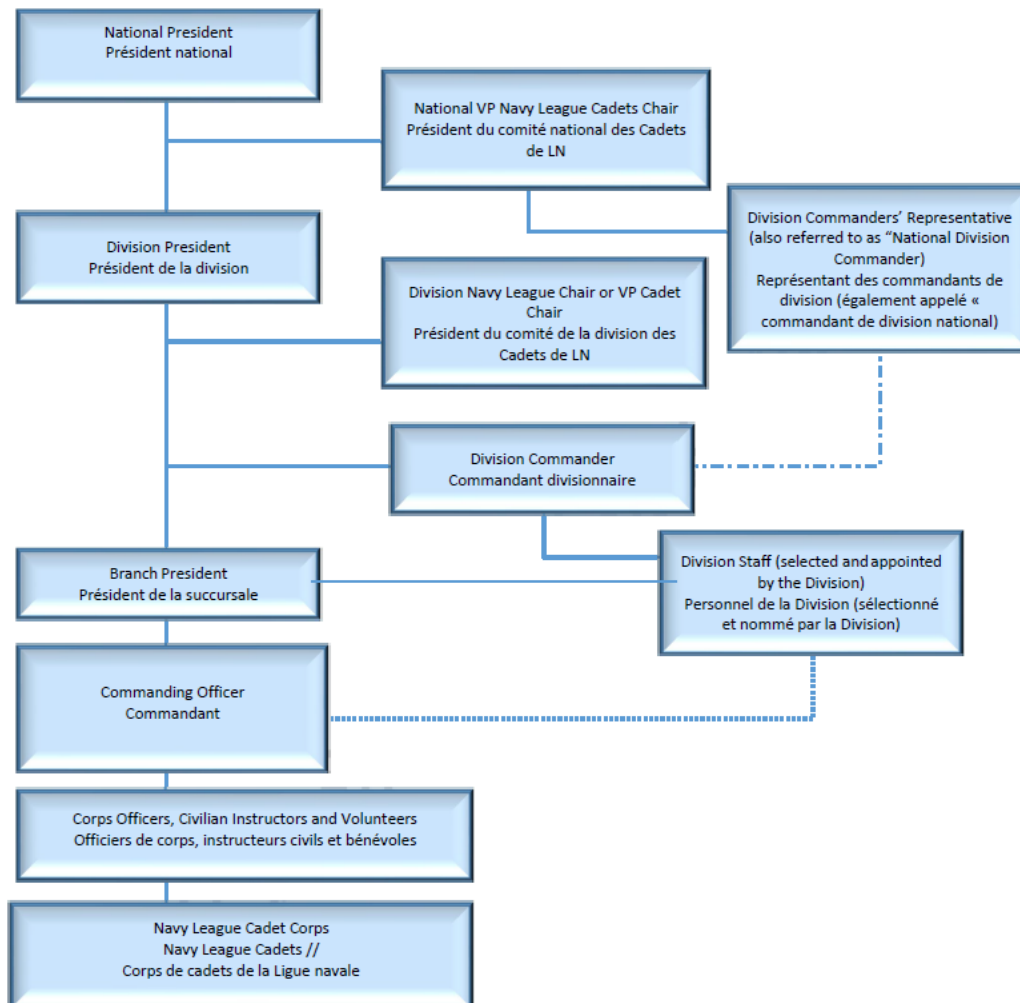 National President
Président national
National VP Navy League Cadets Chair
Président du comité national des Cadets
de LN
Division Commanders’ Representative
(also referred to as “National Division
Commander)
Représentant des commandants de
division (également appelé «
commandant de division national)
Division President
Président de la division
Division Navy League Chair or VP Cadet
Chair
Président du comité de la division des
Cadets de LN
Division Commander
Commandant divisionnaire
Division Staff (selected and appointed
by the Division)
Personnel de la Division (sélectionné
et nommé par la Division)
Branch President
Président de la succursale
Commanding Officer
Commandant
Corps Officers, Civilian Instructors and Volunteers
Officiers de corps, instructeurs civils et bénévoles
Navy League Cadet Corps
Navy League Cadets //
Corps de cadets de la Ligue navale